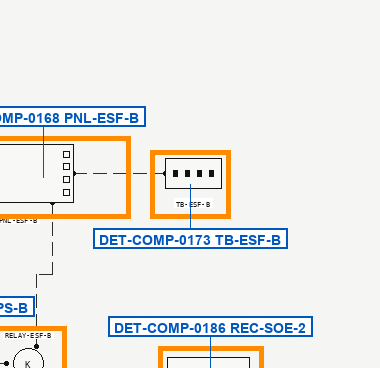 OMP-0168 PNL-ESF-B
TB-ESF-B
PNL-ESF-B
DET-COMP-0173 TB-ESF-B
PS-B
DET-COMP-0186 REC-SOE-2
RELAY-ESF-B
K